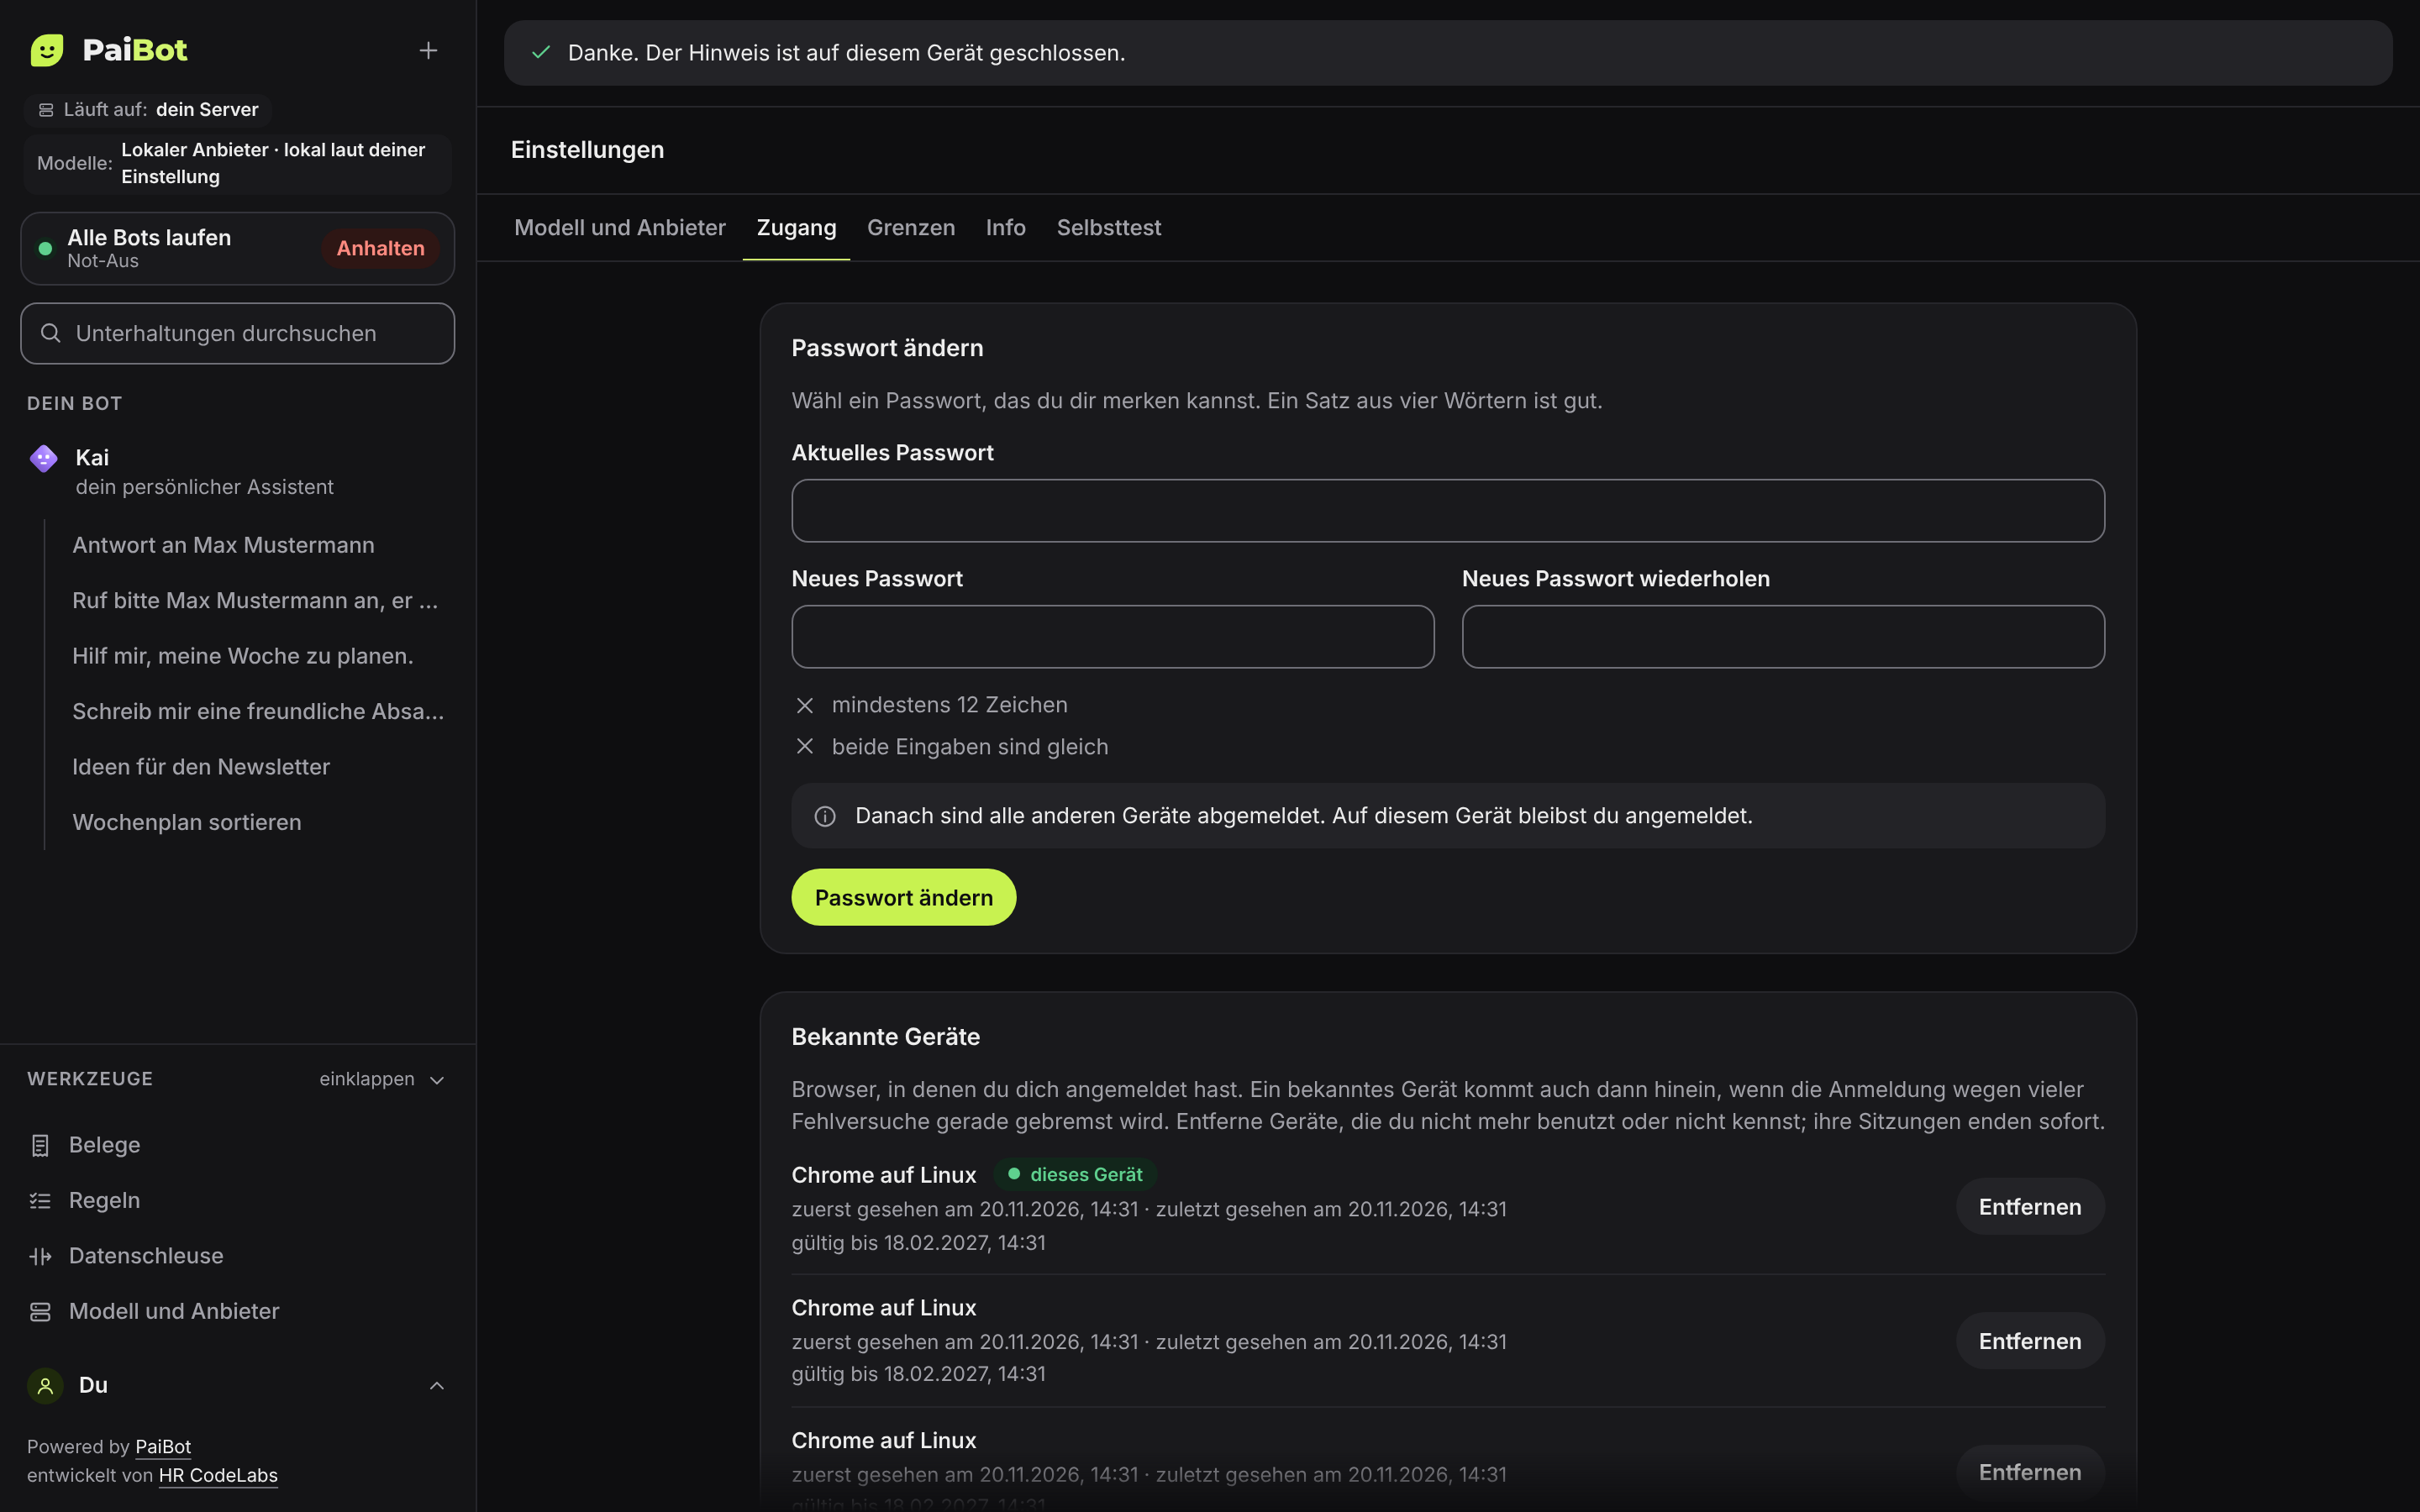 PaiBot
Läuft auf: dein Server
Modelle: Lokaler Anbieter · lokal laut deiner
Einstellung
Alle Bots laufen
Not-Aus
Anhalten
Unterhaltungen durchsuchen
DEIN BOT
Kai
dein persönlicher Assistent
Antwort an Max Mustermann
Ruf bitte Max Mustermann an, er ...
Hilf mir, meine Woche zu planen.
Schreib mir eine freundliche Absa...
Ideen für den Newsletter
Wochenplan sortieren
WERKZEUGE
einklappen
Belege
Regeln
Datenschleuse
Modell und Anbieter
Du
Powered by PaiBot
entwickelt von HR CodeLabs
Danke. Der Hinweis ist auf diesem Gerät geschlossen.
Einstellungen
Modell und Anbieter Zugang Grenzen Info Selbsttest
Passwort ändern
Wähl ein Passwort, das du dir merken kannst. Ein Satz aus vier Wörtern ist gut.
Aktuelles Passwort
Neues Passwort
Neues Passwort wiederholen
mindestens 12 Zeichen
beide Eingaben sind gleich
Danach sind alle anderen Geräte abgemeldet. Auf diesem Gerät bleibst du angemeldet.
Passwort ändern
Bekannte Geräte
Browser, in denen du dich angemeldet hast. Ein bekanntes Gerät kommt auch dann hinein, wenn die Anmeldung wegen vieler
Fehlversuche gerade gebremst wird. Entferne Geräte, die du nicht mehr benutzt oder nicht kennst; ihre Sitzungen enden sofort.
Chrome auf Linux dieses Gerät
zuerst gesehen am 20.11.2026, 14:31 · zuletzt gesehen am 20.11.2026, 14:31
gültig bis 18.02.2027, 14:31
Entfernen
Chrome auf Linux
zuerst gesehen am 20.11.2026, 14:31 · zuletzt gesehen am 20.11.2026, 14:31
gültig bis 18.02.2027, 14:31
Entfernen
Chrome auf Linux
zuerst gesehen am 20.11.2026, 14:31 · zuletzt gesehen am 20.11.2026, 14:31
gültig bis 18.02.2027, 14:31
Entfernen